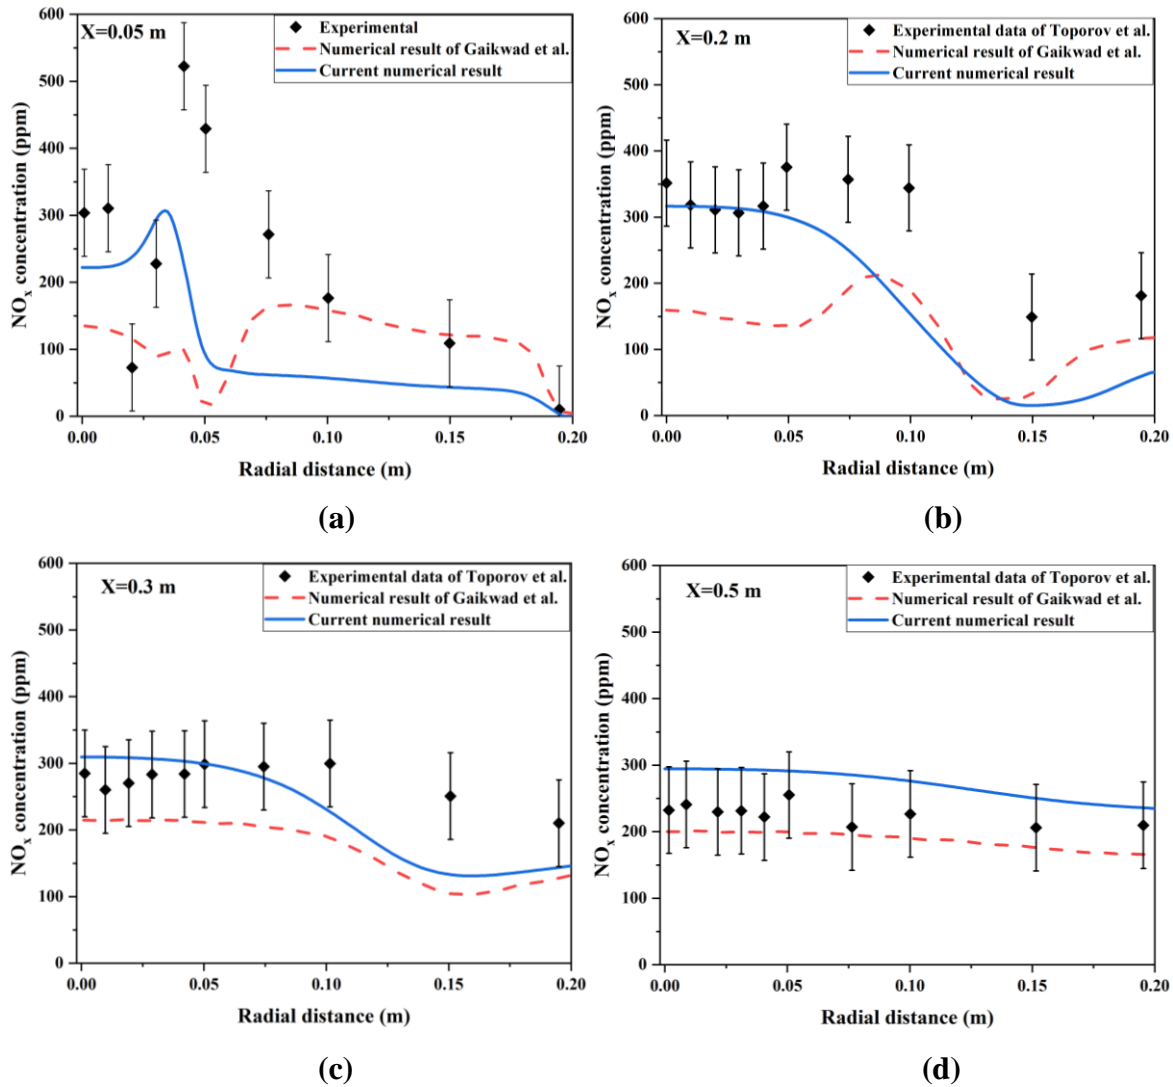 X=0.05 m
Experimental
Numerical result of Gaikwad et al.
Current numerical result
NOx concentration (ppm)
600
500
400
300
200
100
0
0.00 0.05 0.10 0.15 0.20
Radial distance (m)
(a)
X=0.2 m
Experimental data of Toporov et al.
Numerical result of Gaikwad et al.
Current numerical result
NOx concentration (ppm)
600
500
400
300
200
100
0
0.00 0.05 0.10 0.15 0.20
Radial distance (m)
(b)
X=0.3 m
Experimental data of Toporov et al.
Numerical result of Gaikwad et al.
Current numerical result
NOx concentration (ppm)
600
500
400
300
200
100
0
0.00 0.05 0.10 0.15 0.20
Radial distance (m)
(c)
X=0.5 m
Experimental data of Toporov et al.
Numerical result of Gaikwad et al.
Current numerical result
NOx concentration (ppm)
600
500
400
300
200
100
0
0.00 0.05 0.10 0.15 0.20
Radial distance (m)
(d)